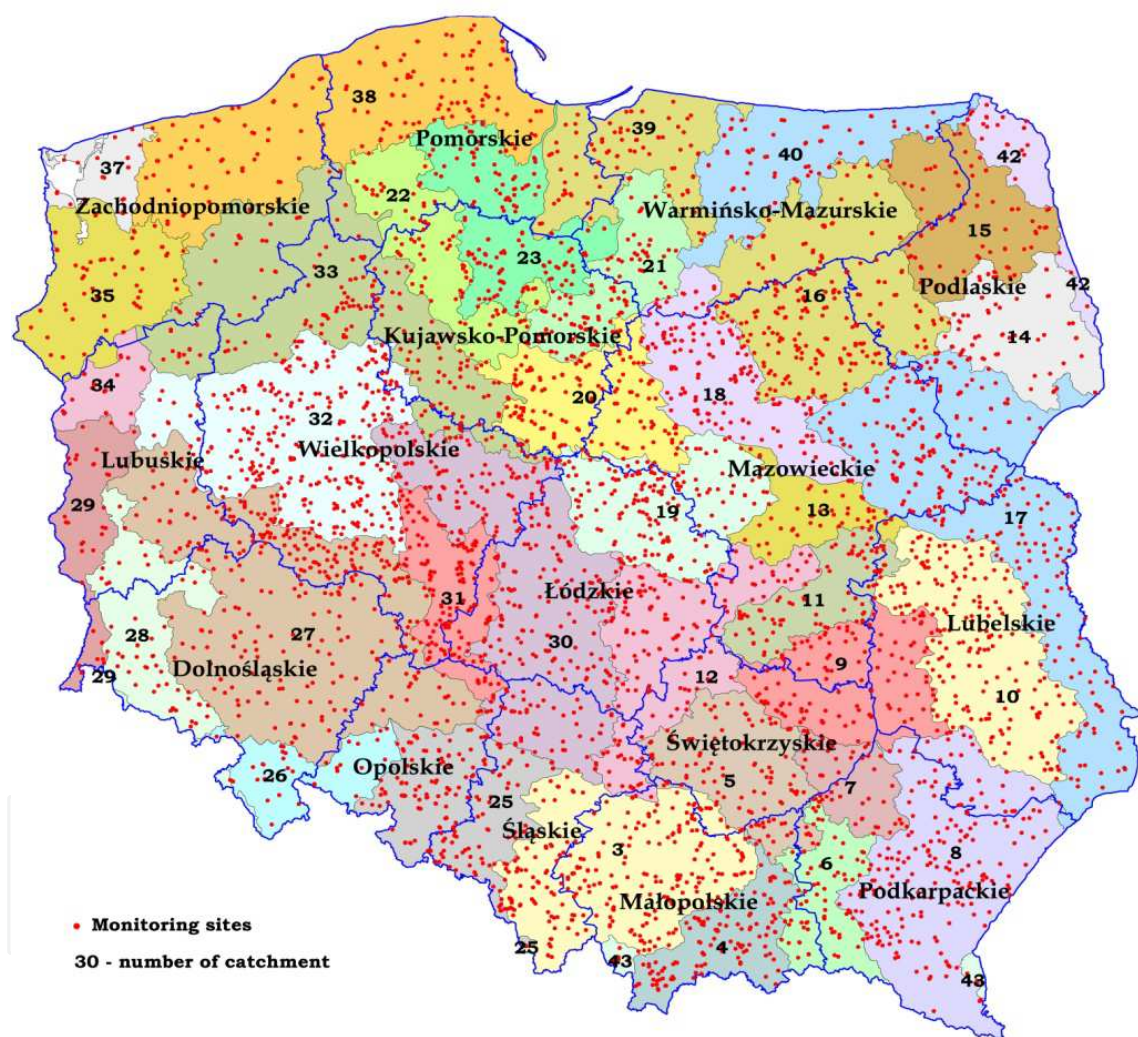 38
Pomorskie
39
40
42
37
22
Zachodniopomorskie
Warmińsko-Mazurskie
15
23
21
33
35
Podlaskie
42
16
Kujawsko-Pomorskie
14
34
20
18
32
Wielkopolskie
Lubuskie
Mazowieckie
29
19
13
17
Łódzkie
31
11
Lubelskie
28
27
30
Dolnośląskie
9
29
12
10
Świętokrzyskie
26
Opolskie
5
7
25
Śląskie
3
6
8
Małopolskie
Podkarpackie
Monitoring sites
25
4
30 - number of catchment
43
43